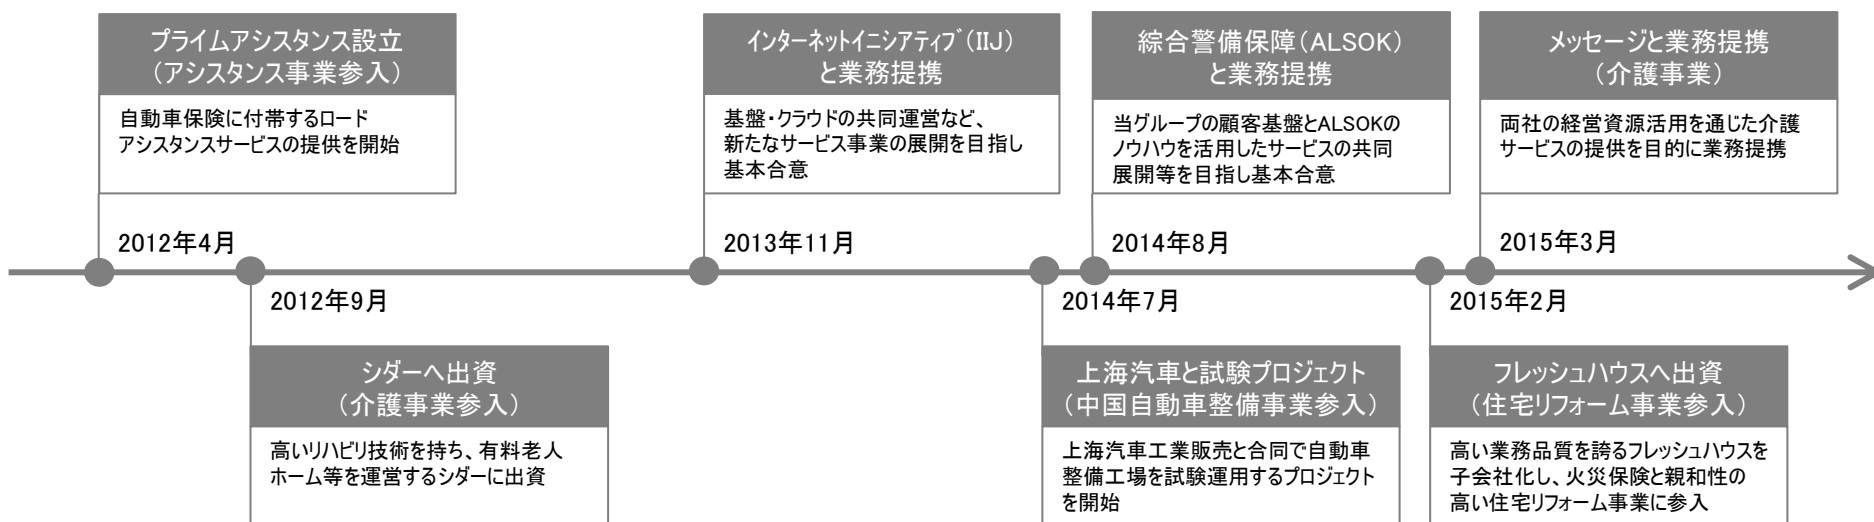 プライムアシスタンス設立
（アシスタンス事業参入）
自動車保険に付帯するロード
アシスタンスサービスの提供を開始
2012年4月
2012年9月
シダーへ出資
（介護事業参入）
高いリハビリ技術を持ち、有料老人
ホーム等を運営するシダーに出資
インターネットイニシアティブ（IIJ）
と業務提携
基盤・クラウドの共同運営など、
新たなサービス事業の展開を目指し
基本合意
2013年11月
2014年7月
上海汽車と試験プロジェクト
（中国自動車整備事業参入）
上海汽車工業販売と合同で自動車
整備工場を試験運用するプロジェクト
を開始
綜合警備保障（ALSOK）
と業務提携
当グループの顧客基盤とALSOKの
ノウハウを活用したサービスの共同
展開等を目指し基本合意
2014年8月
2015年2月
フレッシュハウスへ出資
（住宅リフォーム事業参入）
高い業務品質を誇るフレッシュハウスを
子会社化し、火災保険と親和性の
高い住宅リフォーム事業に参入
メッセージと業務提携
（介護事業）
両社の経営資源活用を通じた介護
サービスの提供を目的に業務提携
2015年3月